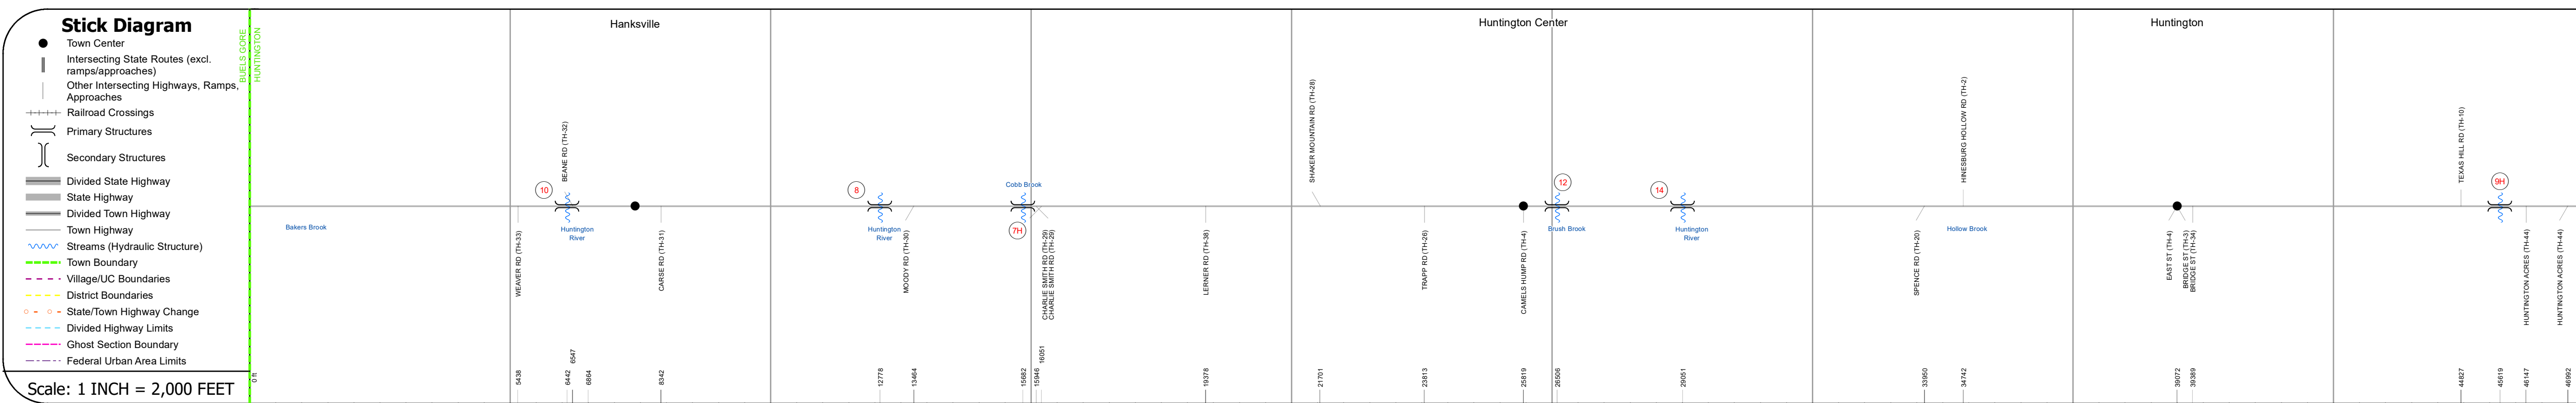 Stick Diagram
Town Center
Intersecting State Routes (excl.
ramps/approaches)
Other Intersecting Highways, Ramps,
Approaches
Railroad Crossings
Primary Structures
Secondary Structures
Divided State Highway
State Highway
Divided Town Highway
Town Highway
Streams (Hydraulic Structure)
Town Boundary
Village/UC Boundaries
District Boundaries
State/Town Highway Change
Divided Highway Limits
Ghost Section Boundary
Federal Urban Area Limits
Scale: 1 INCH = 2,000 FEET
BUELS GORE
HUNTINGTON
Hanksville
Huntington Center
Huntington
BEANE RD (TH-32)
SHAKER MOUNTAIN RD (TH-28)
HINESBURG HOLLOW RD (TH-2)
TEXAS HILL RD (TH-10)
10
8
Cobb Brook
7H
12
14
9H
Bakers Brook
Huntington
River
Huntington
River
Brush Brook
Huntington
River
Hollow Brook
WEAVER RD (TH-33)
CARSE RD (TH-31)
MOODY RD (TH-30)
CHARLIE SMITH RD (TH-29)
CHARLIE SMITH RD (TH-29)
LERNER RD (TH-38)
TRAPP RD (TH-26)
CAMELS HUMP RD (TH-4)
SPENCE RD (TH-20)
EAST ST (TH-4)
BRIDGE ST (TH-3)
BRIDGE ST (TH-34)
HUNTINGTON ACRES (TH-44)
HUNTINGTON ACRES (TH-44)
0 ft
5438
6442
6547
6864
8342
12778
13464
15682
15946
16051
19378
21701
23813
25819
26506
29051
33950
34742
39072
39389
44827
45619
46147
46992